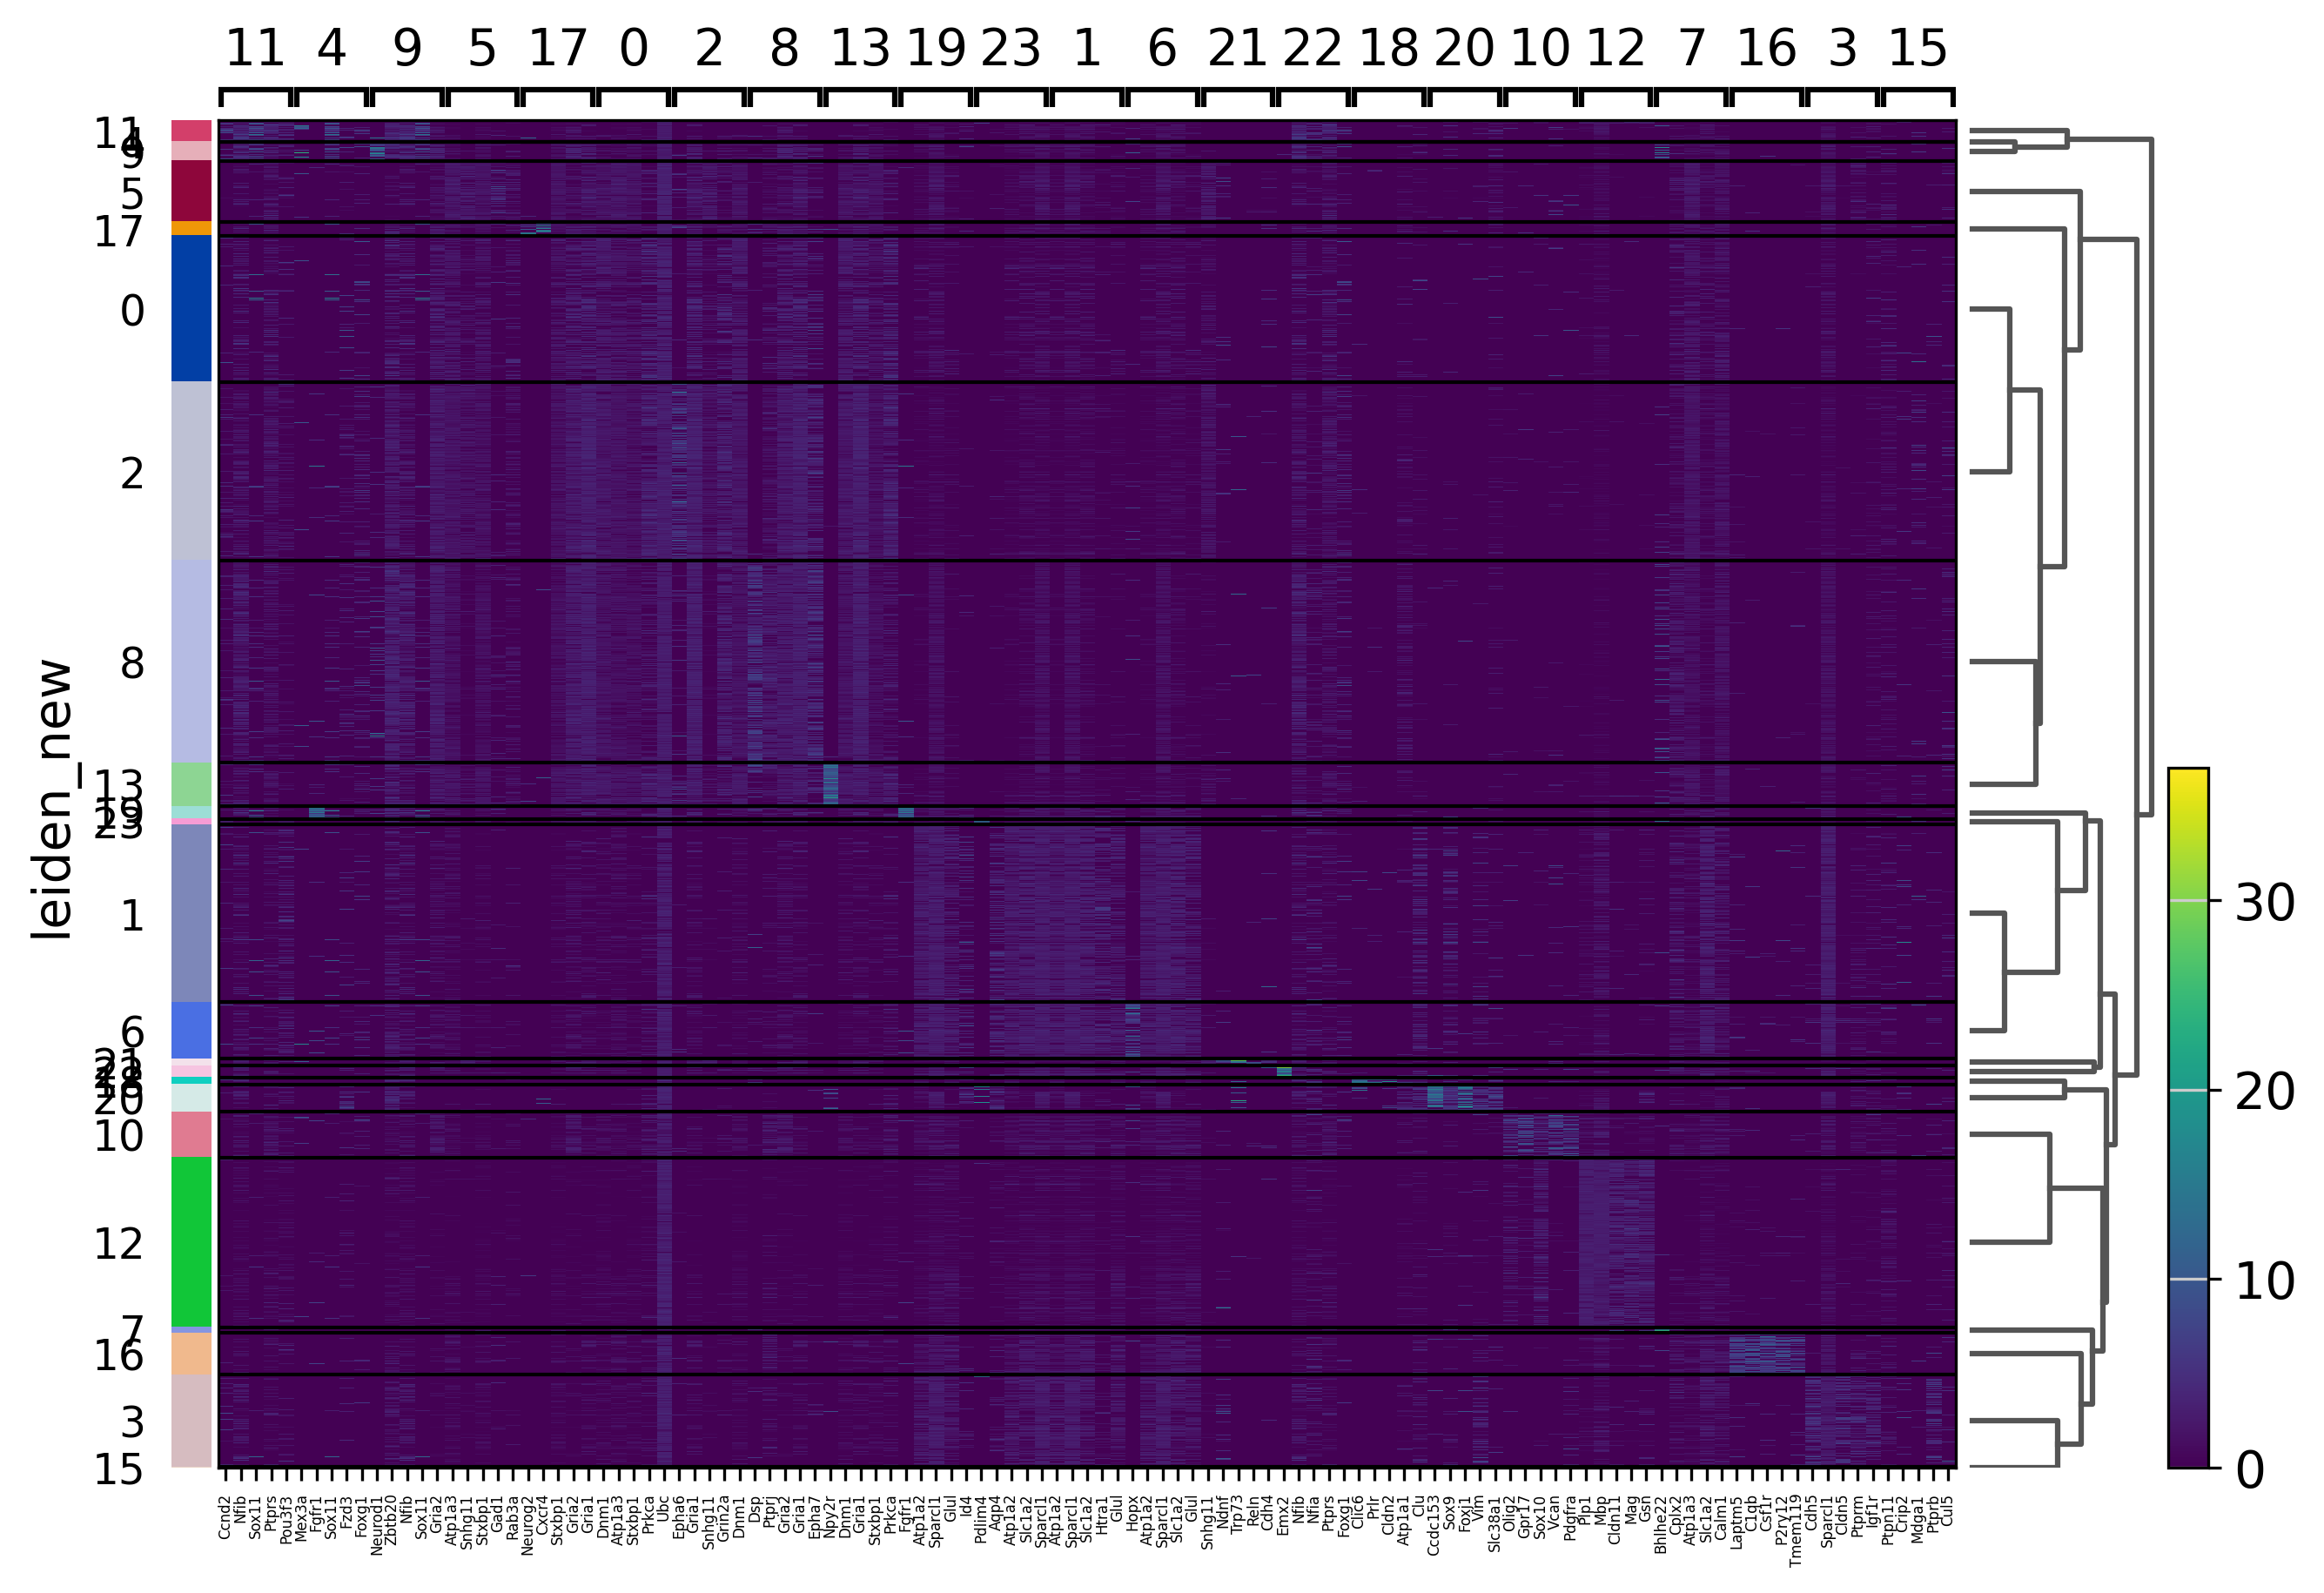 11 4 9 5 17 0 2 8 13 19 23 1 6 21 22 18 20 10 12 7 16 3 15
leiden_new
11
4
9
5
17
0
2
8
13
19
23
1
6
21
22
18
20
10
12
7
16
3
15
30
20
10
0
Ccnd2
Nfib
Sox11
Ptprs
Pou3f3
Mex3a
Fgfr1
Sox11
Fzd3
Foxg1
Neurod1
Zbtb20
Nfib
Sox11
Gria2
Atp1a3
Snhg11
Stxbp1
Gad1
Rab3a
Neurog2
Cxcr4
Stxbp1
Gria2
Gria1
Dnm1
Atp1a3
Stxbp1
Prkca
Ubc
Epha6
Gria1
Snhg11
Grin2a
Dnm1
Dsp
Ptprj
Gria2
Gria1
Epha7
Npy2r
Dnm1
Gria1
Stxbp1
Prkca
Fgfr1
Atp1a2
Sparcl1
Glul
Id4
Pdlim4
Aqp4
Atp1a2
Slc1a2
Sparcl1
Atp1a2
Sparcl1
Slc1a2
Htra1
Glul
Hopx
Atp1a2
Sparcl1
Slc1a2
Glul
Snhg11
Ndnf
Trp73
Reln
Cdh4
Emx2
Nfib
Nfia
Ptprs
Foxg1
Clic6
Prlr
Cldn2
Atp1a1
Clu
Ccdc153
Sox9
Foxj1
Vim
Slc38a1
Olig2
Gpr17
Sox10
Vcan
Pdgfra
Plp1
Mbp
Cldn11
Mag
Gsn
Bhlhe22
Cplx2
Atp1a3
Slc1a2
Calm1
Laptm5
C1qb
Csf1r
P2ry12
Tmem119
Cdh5
Sparcl1
Cldn5
Ptprm
Igf1r
Ptpn11
Crip2
Mdga1
Ptprb
Cul5